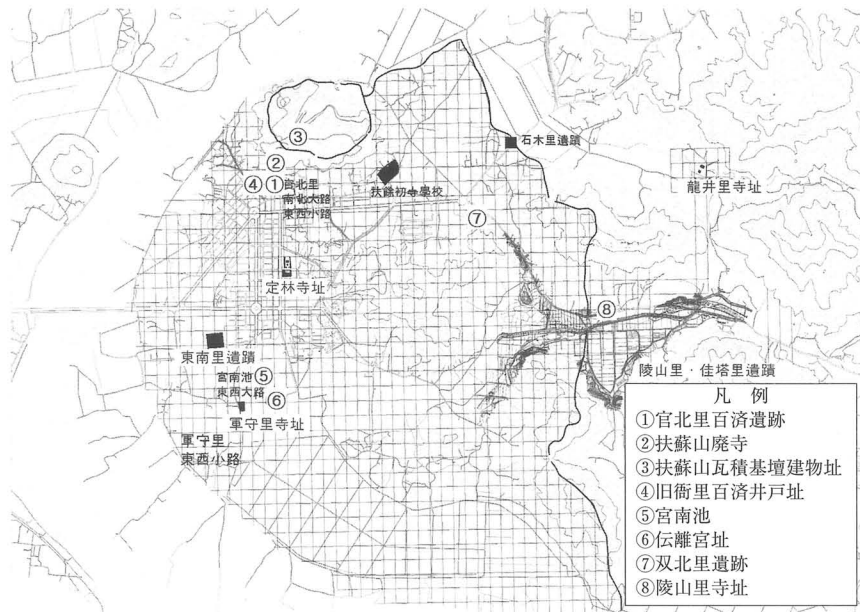 ③
石木里遺蹟
②
④①官北里
南北大路
東西小路
扶餘初等學校
龍井里寺址
⑦
定林寺址
⑧
東南里遺蹟
宮南池⑤
東西大路
⑥
軍守里寺址
軍守里
東西小路
陵山里・佳塔里遺蹟
凡 例
①官北里百済遺跡
②扶蘇山廃寺
③扶蘇山瓦積基壇建物址
④旧衙里百済井戸址
⑤宮南池
⑥伝離宮址
⑦双北里遺跡
⑧陵山里寺址